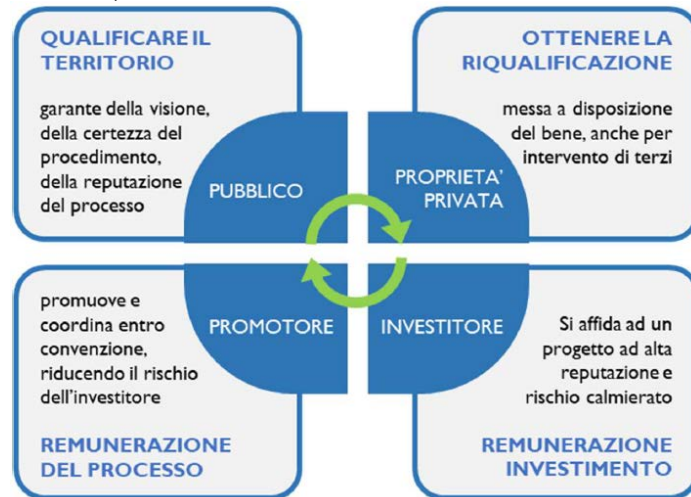 QUALIFICARE IL
TERRITORIO
garante della visione,
della certezza del
procedimento,
della reputazione
del processo
PUBBLICO
OTTENERE LA
RIQUALIFICAZIONE
messa a disposizione
del bene, anche per
intervento di terzi
PROPRIETA'
PRIVATA
promuove e
coordina entro
convenzione,
riducendo il rischio
dell'investitore
PROMOTORE
REMUNERAZIONE
DEL PROCESSO
INVESTITORE
Si affida ad un
progetto ad alta
reputazione e
rischio calmierato
REMUNERAZIONE
INVESTIMENTO